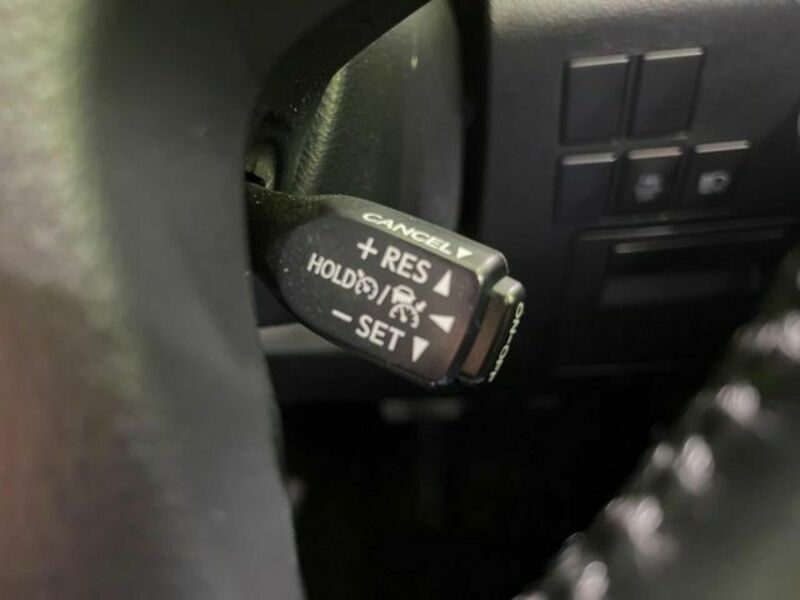 CANCEL▼
+ RES ▲
HOLD / ◀
− SET ▼
ON-OFF